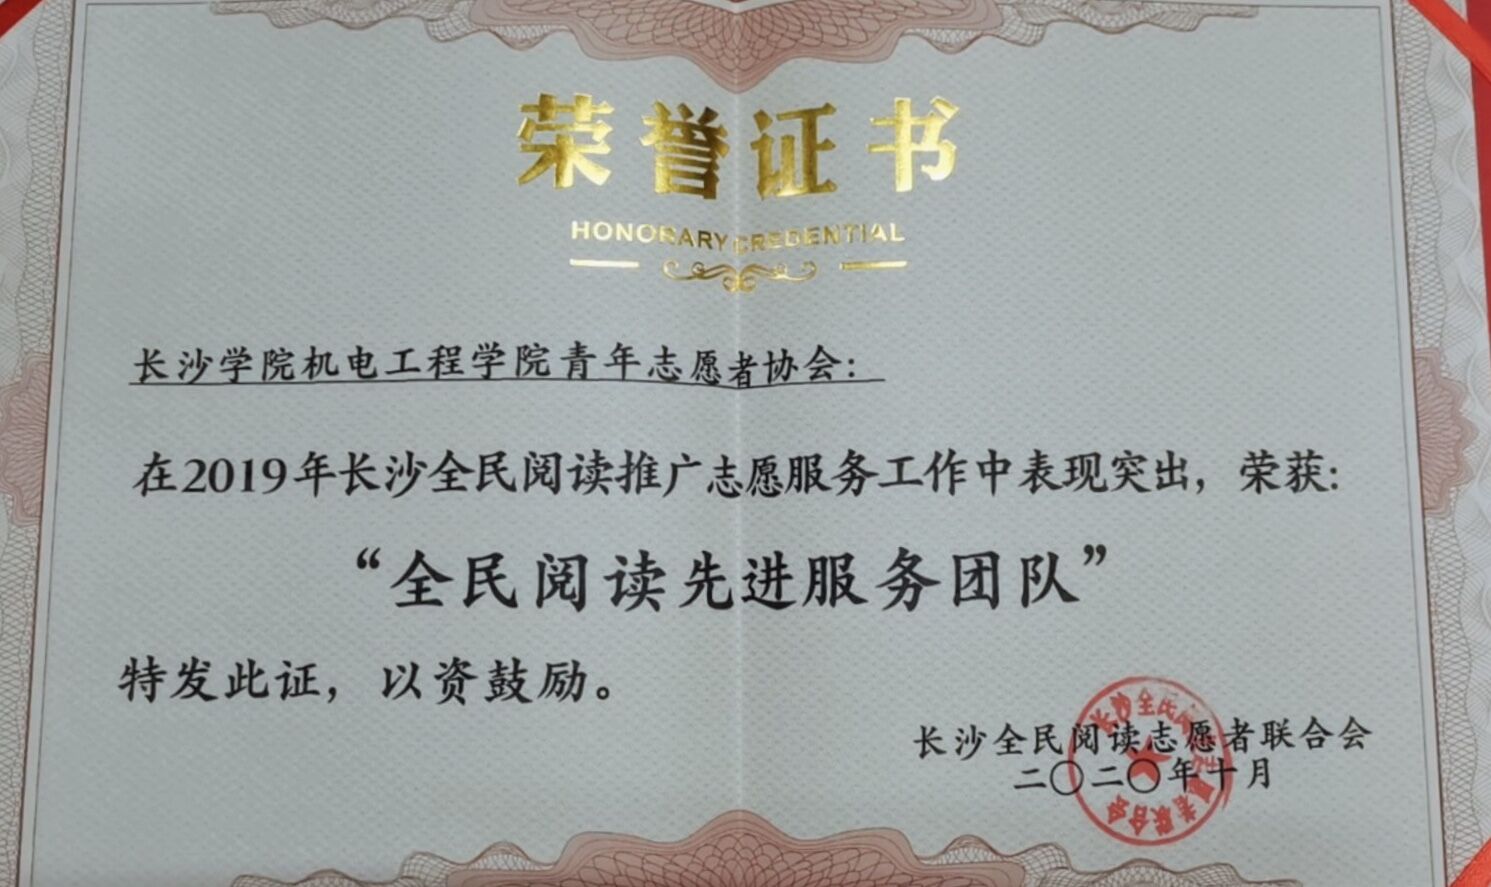 荣誉证书
HONORARY CREDENTIAL
长沙学院机电工程学院青年志愿者协会：
在2019年长沙全民阅读推广志愿服务工作中表现突出，荣获：
“全民阅读先进服务团队”
特发此证，以资鼓励。
长沙全民阅读志愿者联合会
二〇二〇年十月